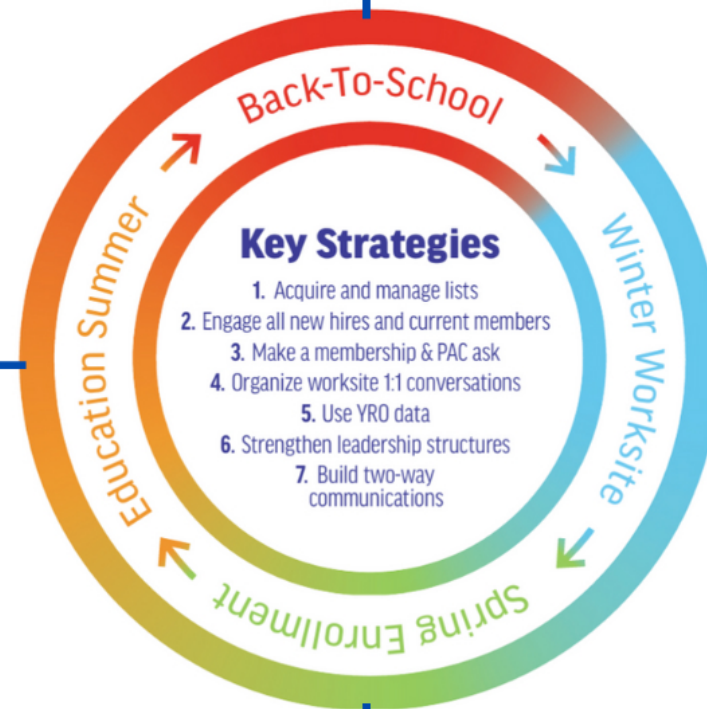 Back-To-School
Winter Worksite
Spring Enrollment
Education Summer
Key Strategies
1. Acquire and manage lists
2. Engage all new hires and current members
3. Make a membership & PAC ask
4. Organize worksite 1:1 conversations
5. Use YRO data
6. Strengthen leadership structures
7. Build two-way
communications